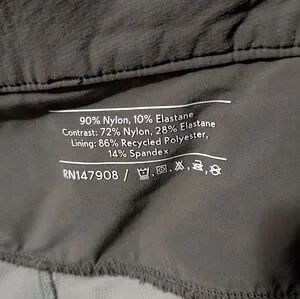 90% Nylon, 10% Elastane
Contrast: 72% Nylon, 28% Elastane
Lining: 86% Recycled Polyester,
14% Spandex
RN147908 /